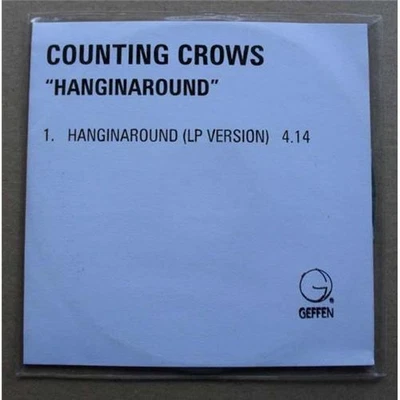 COUNTING CROWS
“HANGINAROUND”
1. HANGINAROUND (LP VERSION) 4.14
G
GEFFEN